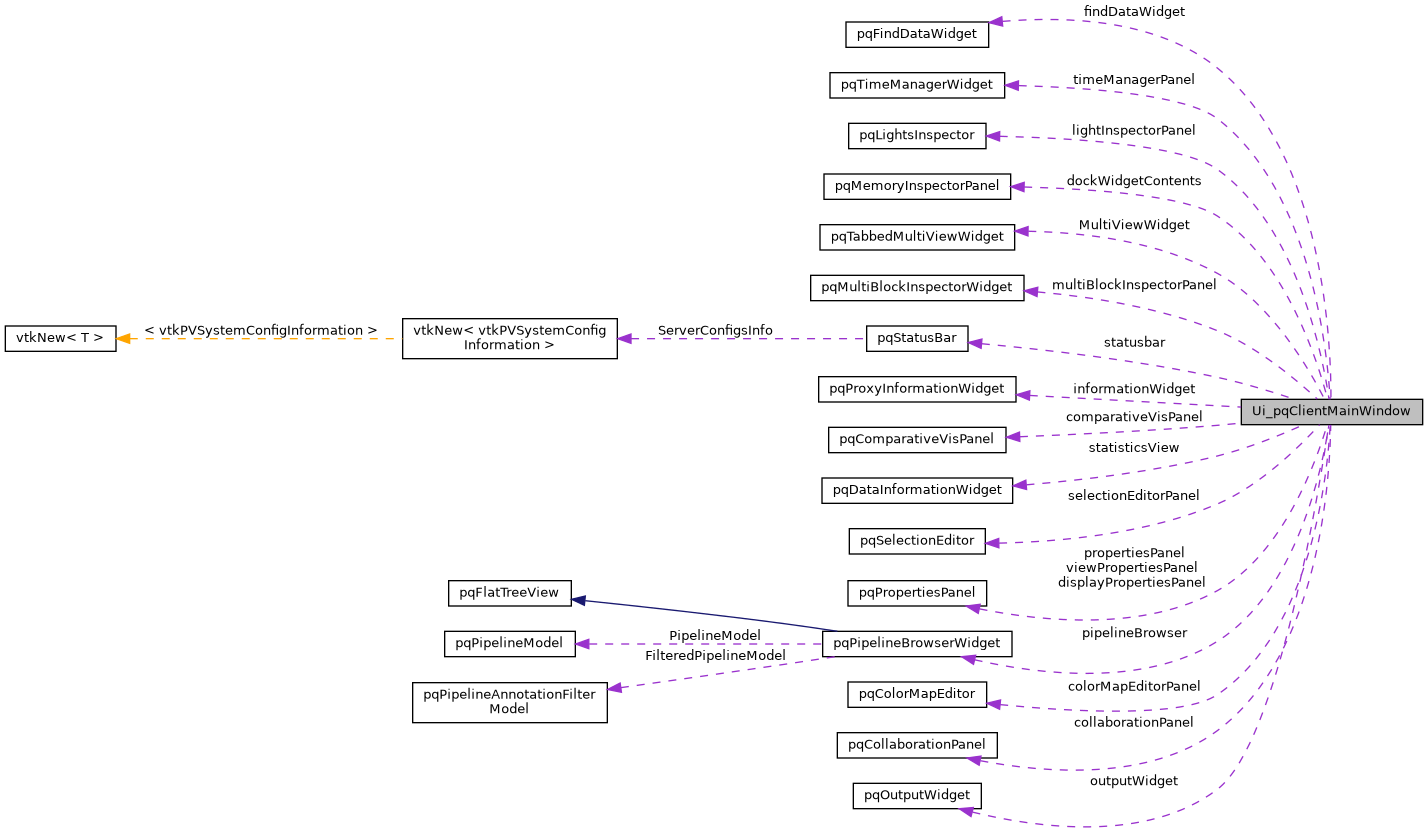 findDataWidget
pqFindDataWidget
timeManagerPanel
pqTimeManagerWidget
lightInspectorPanel
pqLightsInspector
dockWidgetContents
pqMemoryInspectorPanel
MultiViewWidget
pqTabbedMultiViewWidget
multiBlockInspectorPanel
pqMultiBlockInspectorWidget
vtkNew< T >
< vtkPVSystemConfigInformation >
vtkNew< vtkPVSystemConfig
Information >
ServerConfigsInfo
pqStatusBar
statusbar
pqProxyInformationWidget
informationWidget
Ui_pqClientMainWindow
comparativeVisPanel
pqComparativeVisPanel
statisticsView
pqDataInformationWidget
selectionEditorPanel
pqSelectionEditor
propertiesPanel
viewPropertiesPanel
displayPropertiesPanel
pqPropertiesPanel
pqFlatTreeView
pipelineBrowser
pqPipelineModel
PipelineModel
pqPipelineBrowserWidget
FilteredPipelineModel
pqPipelineAnnotationFilter
Model
colorMapEditorPanel
pqColorMapEditor
collaborationPanel
pqCollaborationPanel
outputWidget
pqOutputWidget